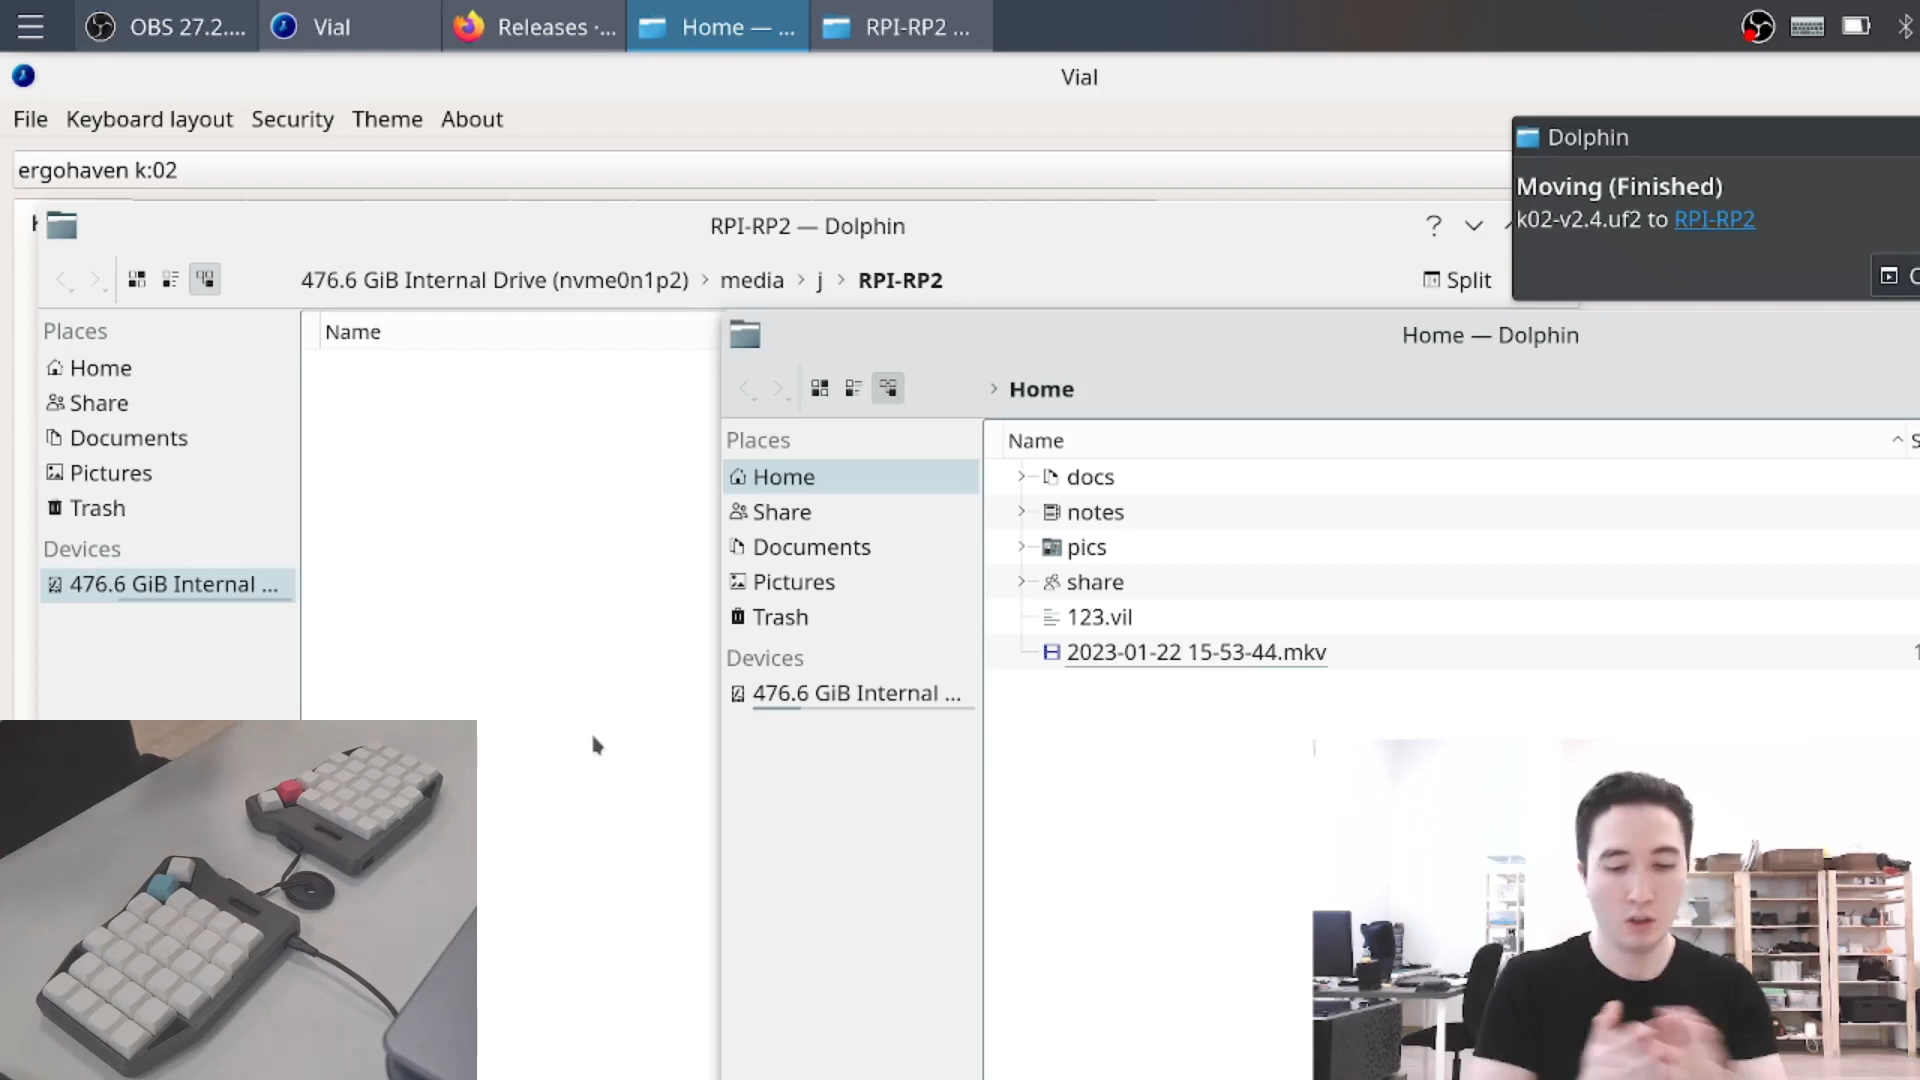 OBS 27.2....
Vial
Releases ·...
Home — ...
RPI-RP2 ...
Vial
File
Keyboard layout
Security
Theme
About
ergohaven k:02
Dolphin
Moving (Finished)
k02-v2.4.uf2 to RPI-RP2
RPI-RP2 — Dolphin
476.6 GiB Internal Drive (nvme0n1p2) > media > j > RPI-RP2
Split
Places
Home
Share
Documents
Pictures
Trash
Devices
476.6 GiB Internal ...
Name
Home — Dolphin
> Home
Places
Home
Share
Documents
Pictures
Trash
Devices
476.6 GiB Internal ...
Name
docs
notes
pics
share
123.vil
2023-01-22 15-53-44.mkv